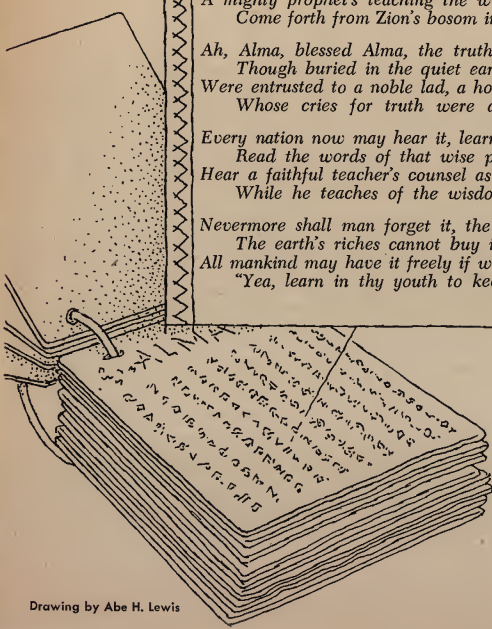 A mighty prophet's teaching the w
Come forth from Zion's bosom i
Ah, Alma, blessed Alma, the truth
Though buried in the quiet ear
Were entrusted to a noble lad, a ho
Whose cries for truth were a
Every nation now may hear it, lear
Read the words of that wise p
Hear a faithful teacher's counsel as
While he teaches of the wisdo
Nevermore shall man forget it, the
The earth's riches cannot buy i
All mankind may have it freely if w
"Yea, learn in thy youth to kee
Drawing by Abe H. Lewis